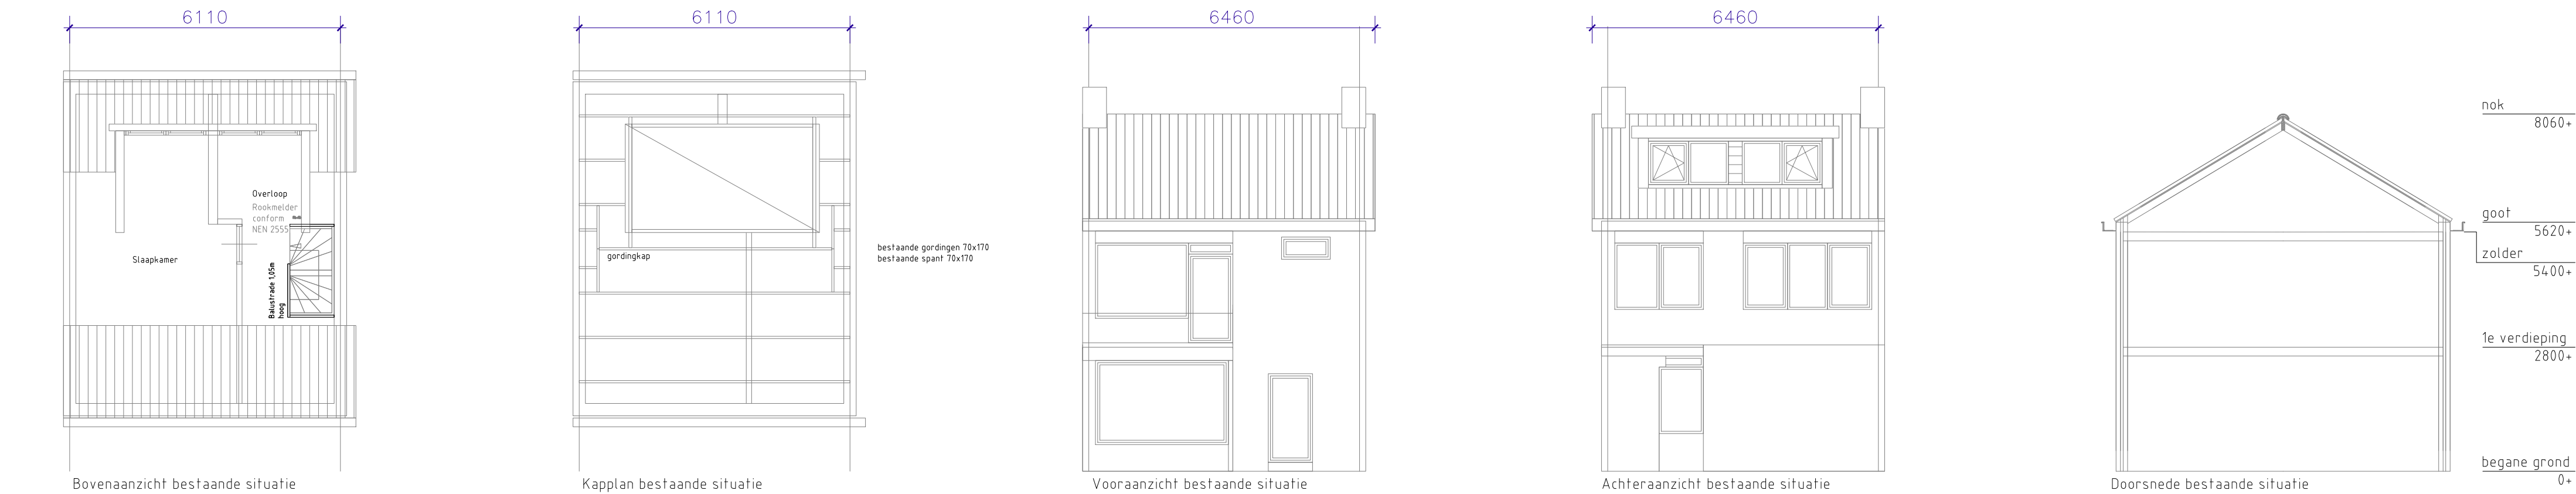 6110
Overloop
Rookmelder
conform
NEN 2555
Slaapkamer
Balustrade 1,05m
hoog
Bovenaanzicht bestaande situatie
6110
gordingkap
bestaande gordingen 70x170
bestaande spant 70x170
Kapplan bestaande situatie
6460
Vooraanzicht bestaande situatie
6460
Achteraanzicht bestaande situatie
nok
8060+
goot
5620+
zolder
5400+
1e verdieping
2800+
begane grond
0+
Doorsnede bestaande situatie